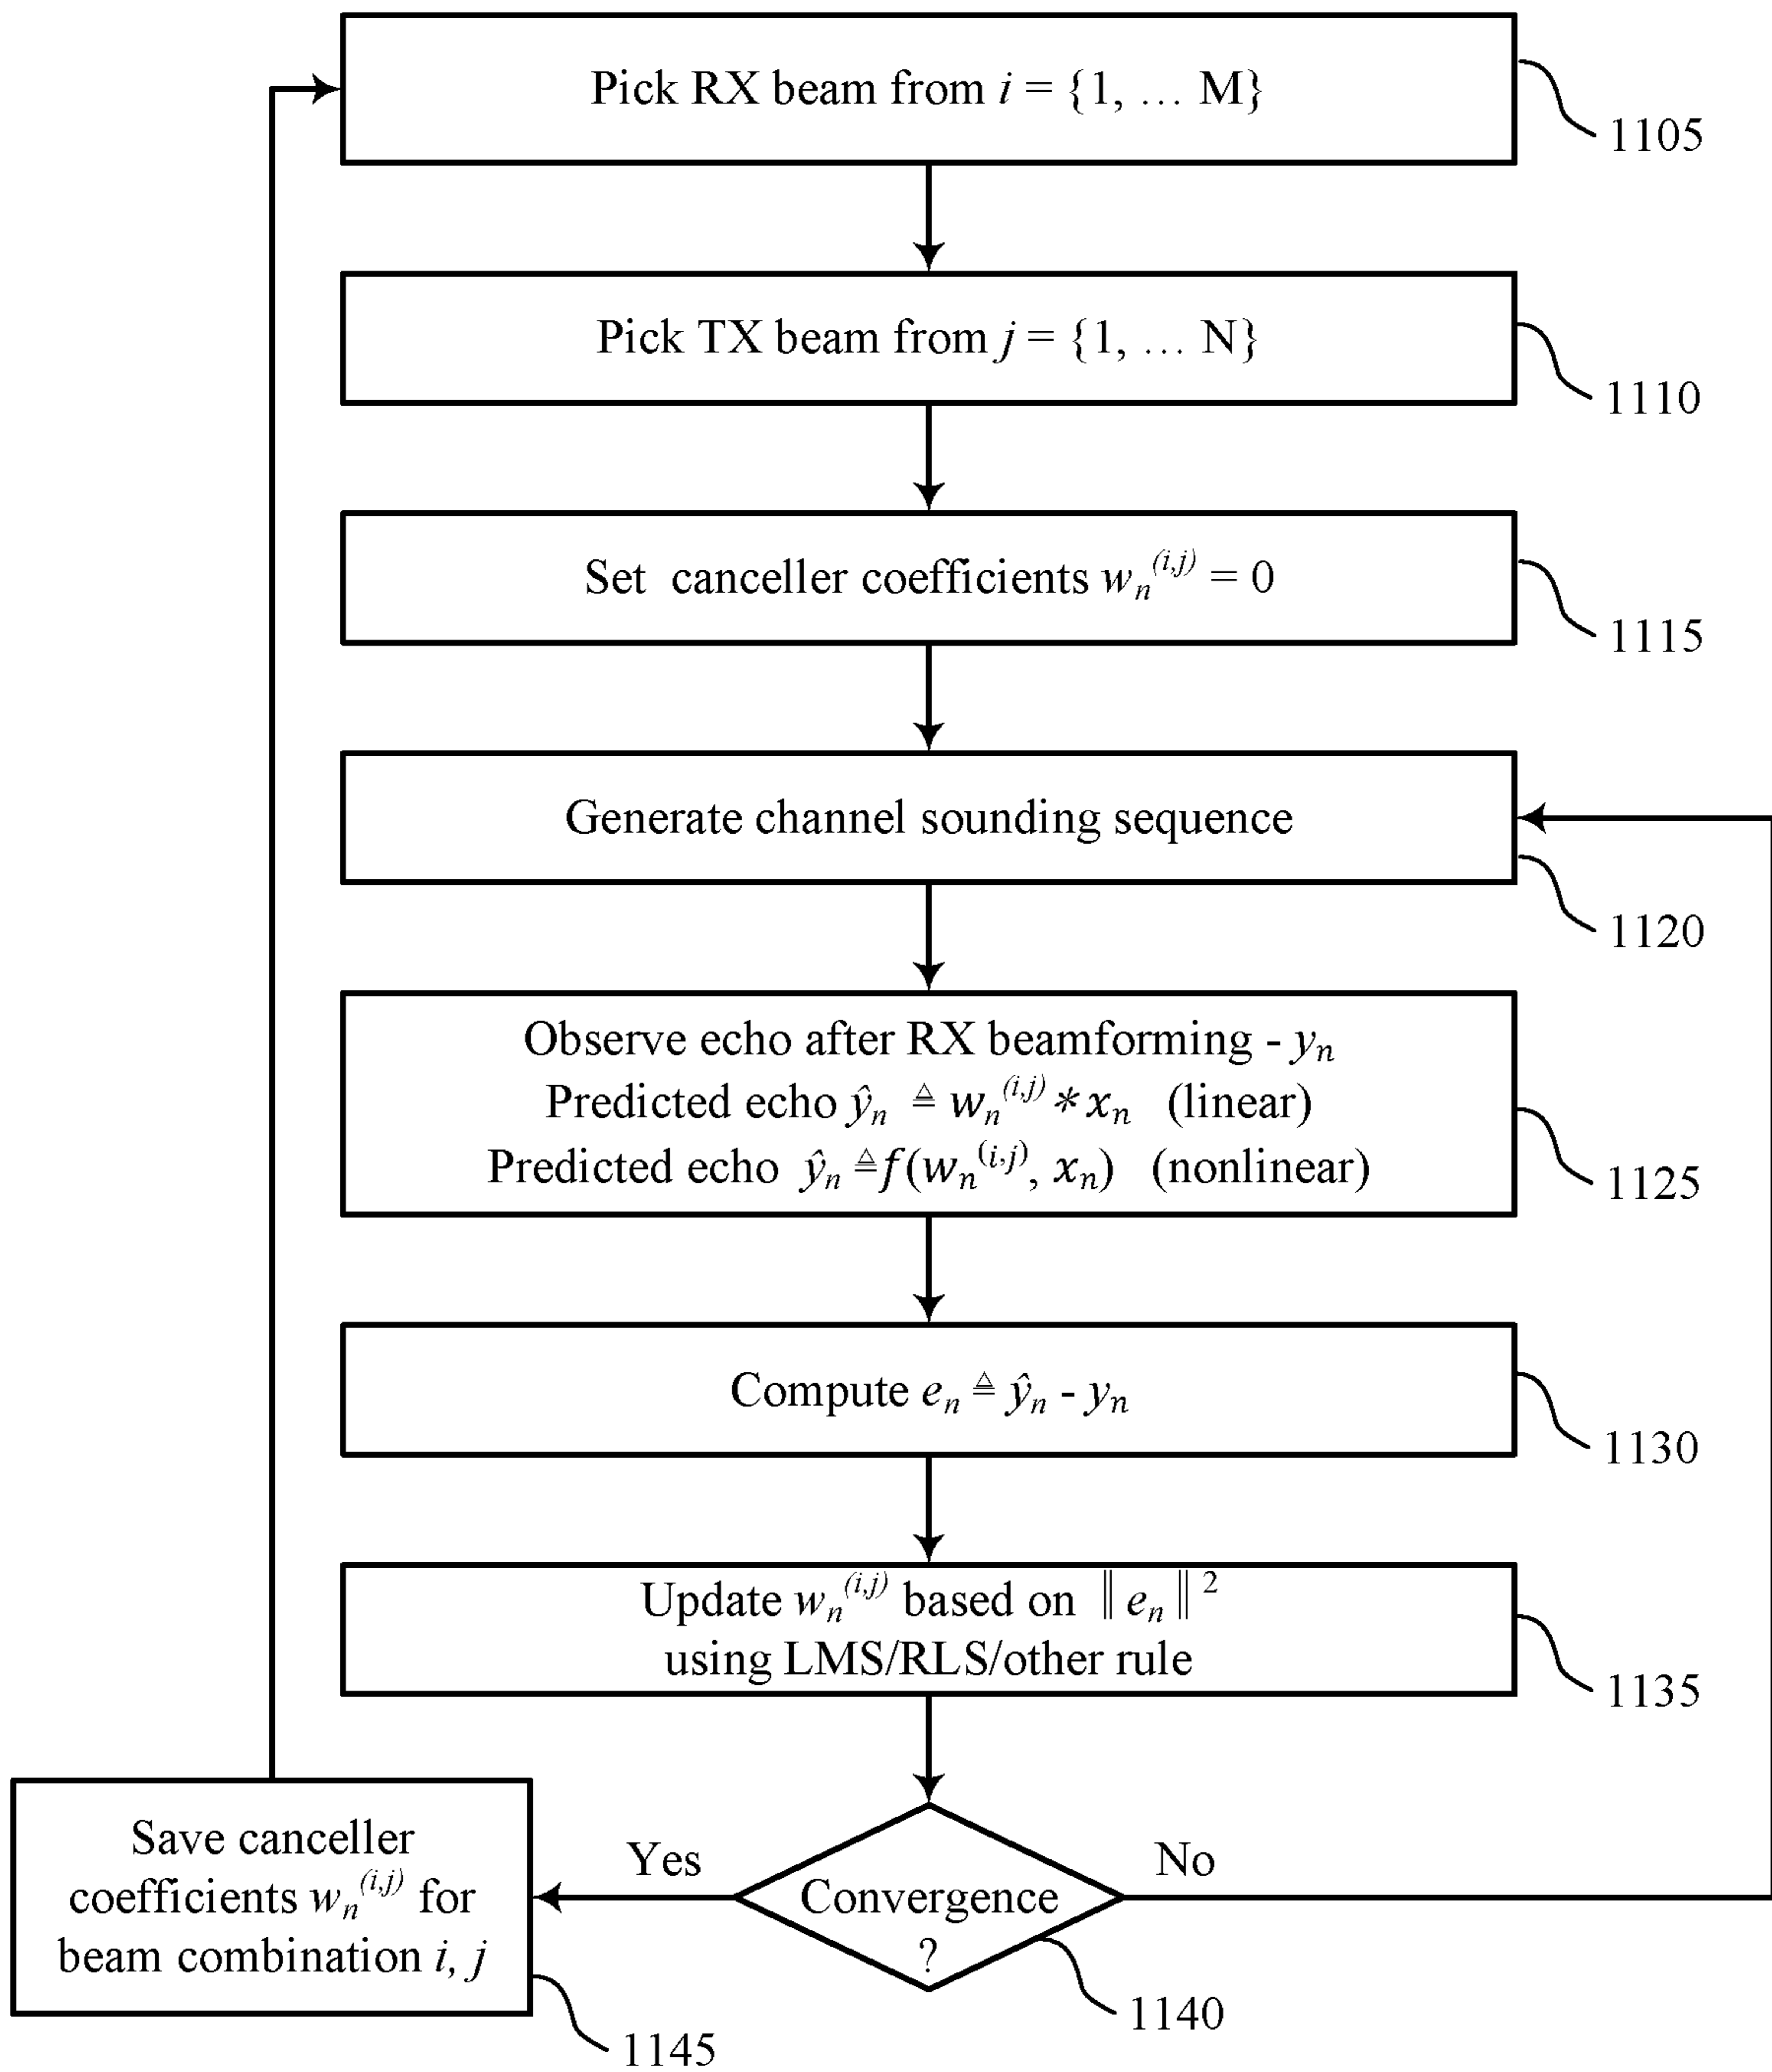 Pick RX beam from i = {1, … M}
1105
Pick TX beam from j = {1, … N}
1110
Set canceller coefficients wₙ⁽ⁱ,ʲ⁾ = 0
1115
Generate channel sounding sequence
1120
Observe echo after RX beamforming - yₙ
Predicted echo ŷₙ ≜ wₙ⁽ⁱ,ʲ⁾ * xₙ (linear)
Predicted echo ŷₙ ≜ f(wₙ⁽ⁱ,ʲ⁾, xₙ) (nonlinear)
1125
Compute eₙ ≜ ŷₙ - yₙ
1130
Update wₙ⁽ⁱ,ʲ⁾ based on ‖eₙ‖²
using LMS/RLS/other rule
1135
Convergence
?
1140
Yes
No
Save canceller
coefficients wₙ⁽ⁱ,ʲ⁾ for
beam combination i, j
1145